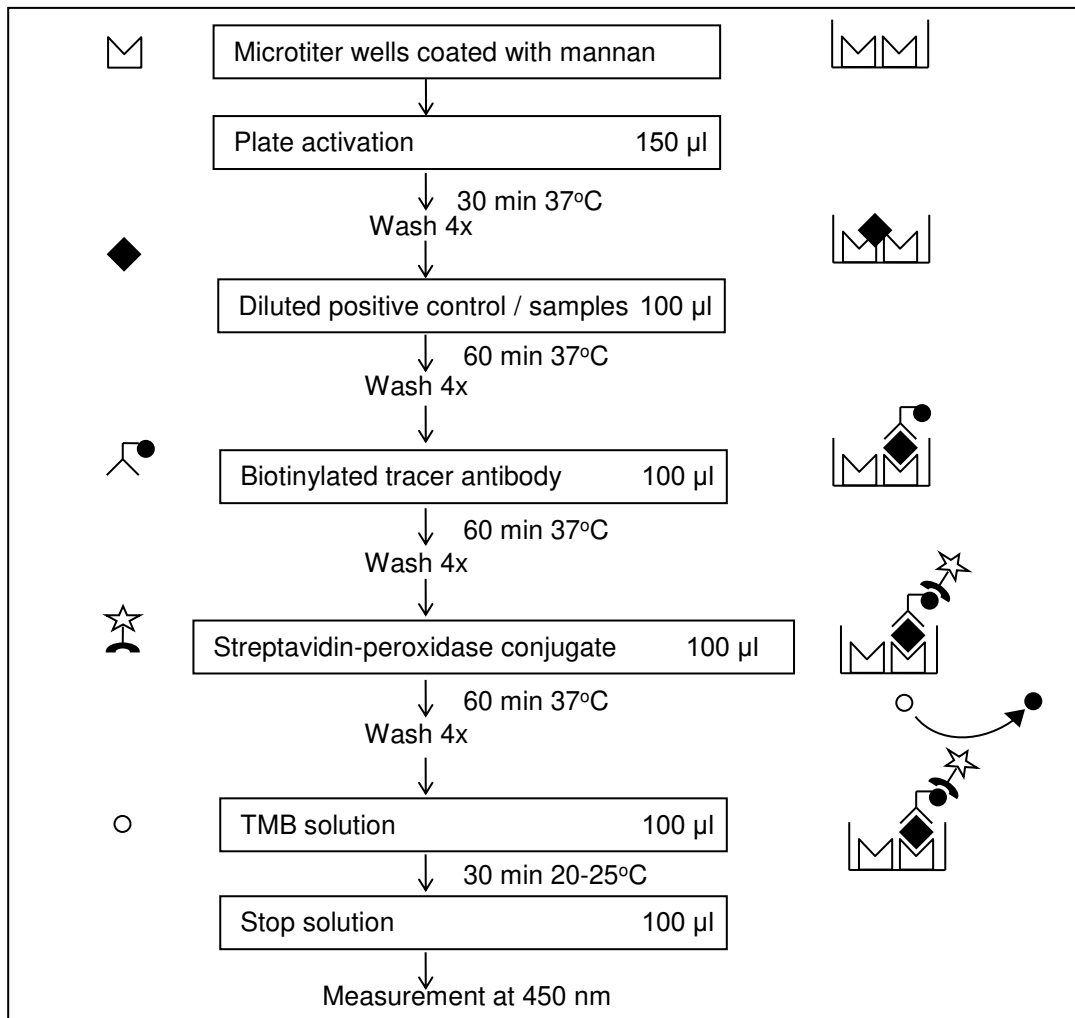 Microtiter wells coated with mannan
Plate activation 150 µl
30 min 37°C
Wash 4x
Diluted positive control / samples 100 µl
60 min 37°C
Wash 4x
Biotinylated tracer antibody 100 µl
60 min 37°C
Wash 4x
Streptavidin-peroxidase conjugate 100 µl
60 min 37°C
Wash 4x
TMB solution 100 µl
30 min 20-25°C
Stop solution 100 µl
Measurement at 450 nm